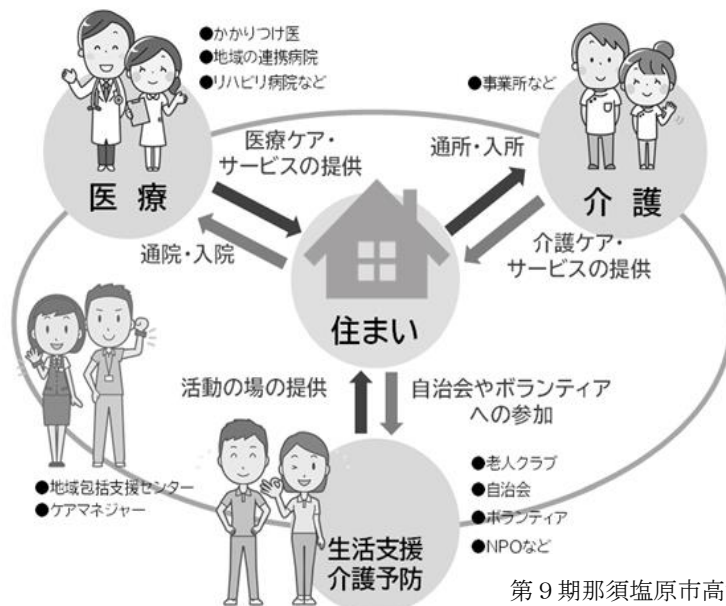 ●かかりつけ医
●地域の連携病院
●リハビリ病院など
●事業所など
医療ケア・
サービスの提供
通所・入所
医療
介護
通院・入院
介護ケア・
サービスの提供
住まい
活動の場の提供
自治会やボランティア
への参加
●地域包括支援センター
●ケアマネジャー
●老人クラブ
●自治会
●ボランティア
●NPOなど
生活支援
介護予防
第9期那須塩原市高